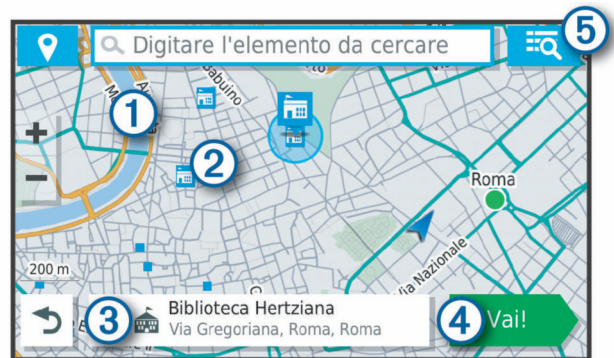 Digitare l'elemento da cercare
5
Babuino
1
2
+
−
Roma
200 m
Via Nazionale
3
Biblioteca Hertziana
Via Gregoriana, Roma, Roma
4
Vai!